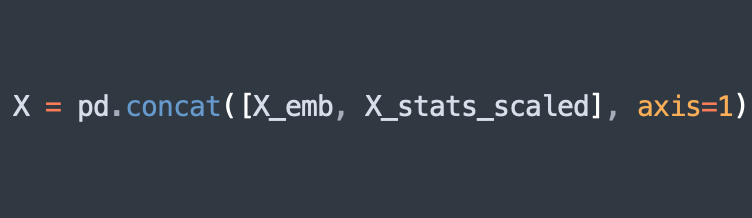 X = pd.concat([X_emb, X_stats_scaled], axis=1)